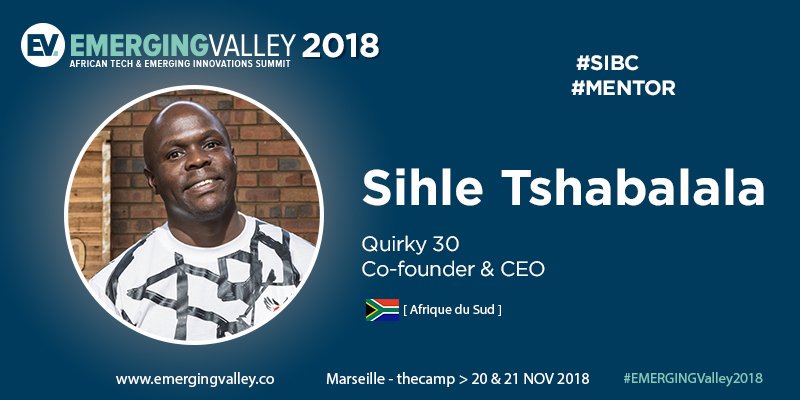 EV. EMERGINGVALLEY 2018
AFRICAN TECH & EMERGING INNOVATIONS SUMMIT
#SIBC
#MENTOR
Sihle Tshabalala
Quirky 30
Co-founder & CEO
[ Afrique du Sud ]
www.emergingvalley.co
Marseille - thecamp > 20 & 21 NOV 2018
#EMERGINGValley2018